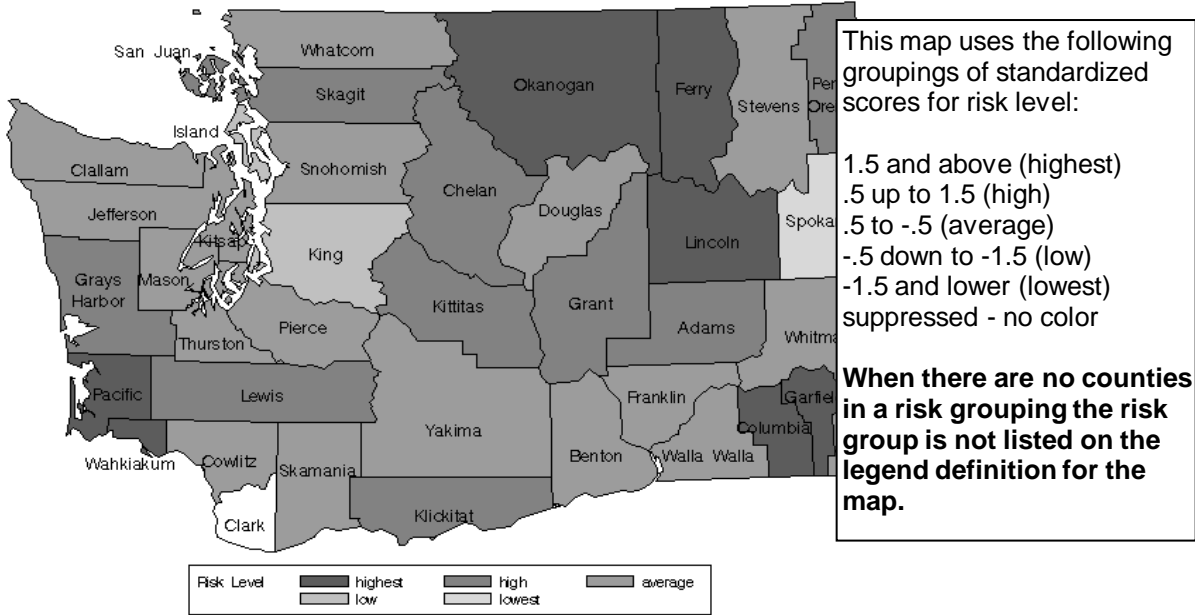 San Juan
Whatcom
Okanogan
Ferry
Stevens
Skagit
Island
Clallam
Snohomish
Chelan
Douglas
Jefferson
Kitsap
King
Lincoln
Spoka
Grays
Harbor
Mason
Kittitas
Grant
Adams
Pierce
Thurston
Whitma
Pacific
Lewis
Yakima
Franklin
Garfiel
Columbia
Benton
Walla Walla
Wahkiakum
Cowlitz
Skamania
Klickitat
Clark
Pen
Ore
This map uses the following
groupings of standardized
scores for risk level:
1.5 and above (highest)
.5 up to 1.5 (high)
.5 to -.5 (average)
-.5 down to -1.5 (low)
-1.5 and lower (lowest)
suppressed - no color
When there are no counties
in a risk grouping the risk
group is not listed on the
legend definition for the
map.
Risk Level
highest
high
average
low
lowest